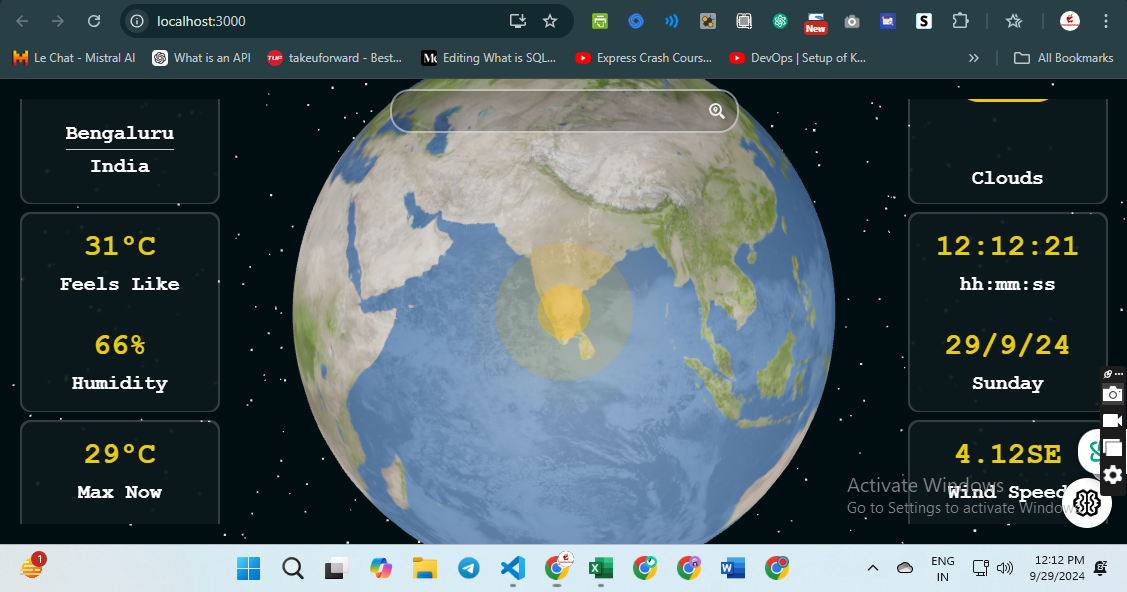 localhost:3000
New
S
Le Chat - Mistral AI
What is an API
TUF
takeuforward - Best...
Editing What is SQL...
Express Crash Cours...
DevOps | Setup of K...
»
All Bookmarks
Bengaluru
India
31°C
Feels Like
66%
Humidity
29°C
Max Now
Clouds
12:12:21
hh:mm:ss
29/9/24
Sunday
4.12SE
Wind Speed
Activate Windows
Go to Settings to activate Windows
1
ENG
IN
12:12 PM
9/29/2024